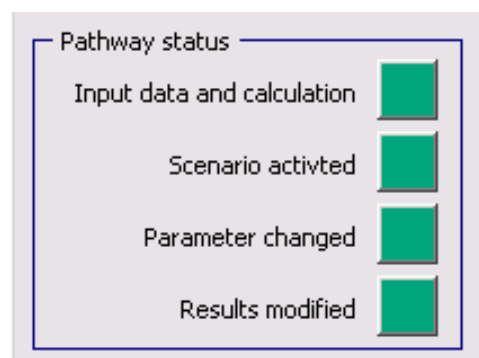 Pathway status
Input data and calculation
Scenario activted
Parameter changed
Results modified